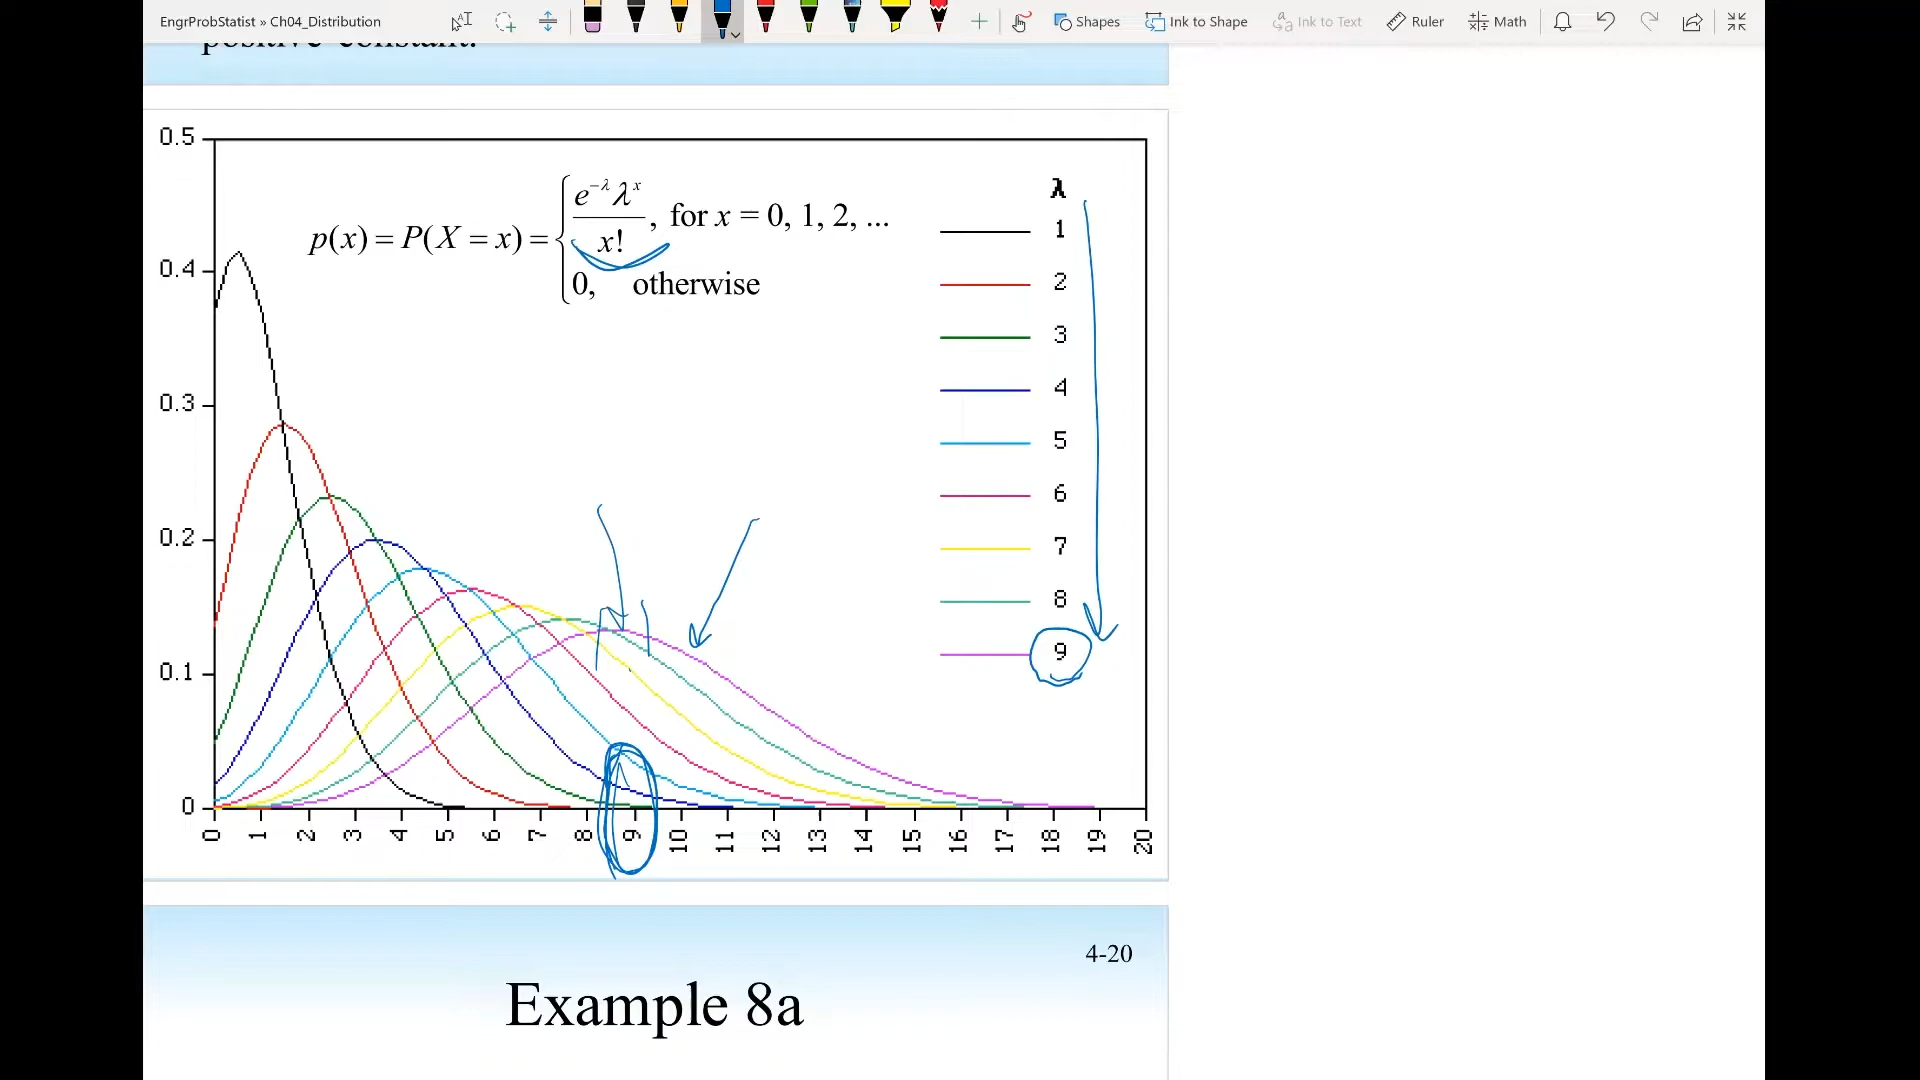 EngrProbStatist » Ch04_Distribution
Shapes
Ink to Shape
Ink to Text
Ruler
Math
positive constant.
0.5
0.4
0.3
0.2
0.1
0
p(x) = P(X = x) = { e^{-λ} λ^x / x!, for x = 0, 1, 2, ...
0, otherwise
λ
1
2
3
4
5
6
7
8
9
0 1 2 3 4 5 6 7 8 9 10 11 12 13 14 15 16 17 18 19 20
4-20
Example 8a